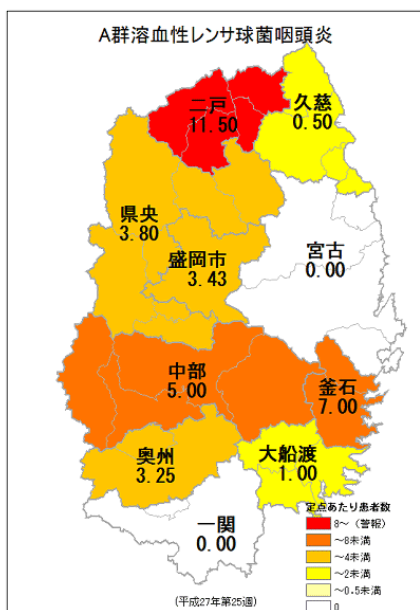 A群溶血性レンサ球菌咽頭炎
二戸
11.50
久慈
0.50
県央
3.80
盛岡市
3.43
宮古
0.00
中部
5.00
釜石
7.00
奥州
3.25
大船渡
1.00
一関
0.00
定点あたり患者数
8～（警報）
～8未満
～4未満
～2未満
～0.5未満
0
(平成27年第25週)